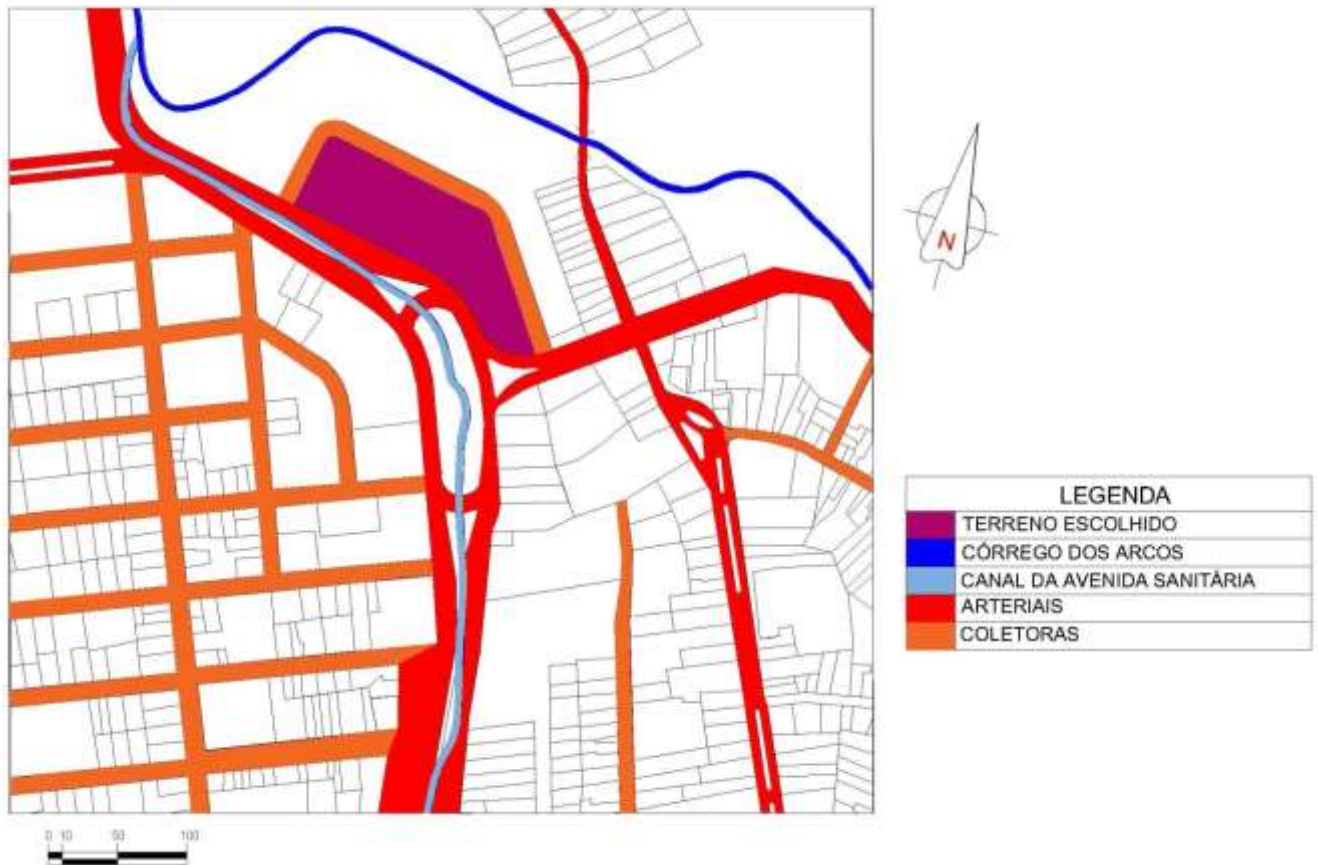 N
LEGENDA
TERRENO ESCOLHIDO
CÓRREGO DOS ARCOS
CANAL DA AVENIDA SANITÁRIA
ARTERIAIS
COLETORAS
0 10 50 100